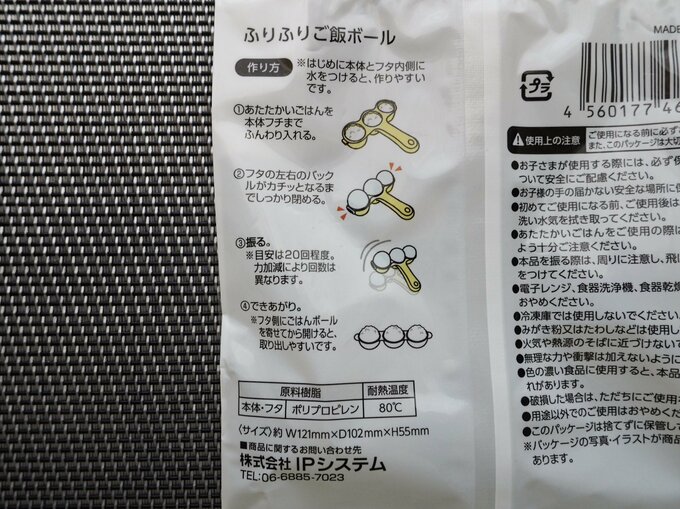 ふりふりご飯ボール
作り方
※はじめに本体とフタ内側に
水をつけると、作りやすい
です。
①あたたかいごはんを
本体フチまで
ふんわり入れる。
②フタの左右のバック
ルがカチッとなるま
でしっかり閉める。
③振る。
※目安は20回程度。
力加減により回数は
異なります。
④できあがり。
※フタ側にごはんボール
を寄せてから開けると、
取り出しやすいです。
原料樹脂 耐熱温度
本体・フタ ポリプロピレン 80℃
〈サイズ〉約 W121mm×D102mm×H55mm
■商品に関するお問い合わせ先
株式会社 IPシステム
TEL:06-6885-7023
MADE
プラ
4 560177 46
使用上の注意
ご使用になる前に必ず
また、このパッケージは大切
●お子さまが使用する際には、必ず保
ついて安全にご配慮ください。
●お子様の手の届かない安全な場所に保
●初めてご使用になる前、ご使用後は
洗い水気を拭き取ってください。
●あたたかいごはんをご使用の際は
よう十分ご注意ください。
●本品を振る際は、周りに注意し、飛
をつけてください。
●電子レンジ、食器洗浄機、食器乾燥
おやめください。
●冷凍庫では使用しないでください。
●みがき粉又はたわしなどは使用し
●火気や熱源のそばに近づけないで
●無理な力や衝撃は加えないように
●色の濃い食品に使用すると、本品
れがあります。
●破損した場合は、ただちにご使用
●用途以外でのご使用はおやめくだ
●このパッケージは捨てずに保管して
※パッケージの写真・イラストが商品
あります。